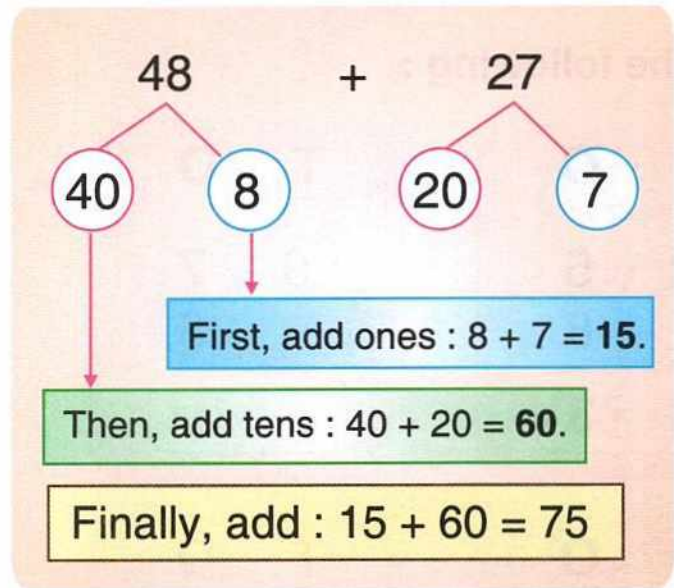 48 + 27
40 8 20 7
First, add ones : 8 + 7 = 15.
Then, add tens : 40 + 20 = 60.
Finally, add : 15 + 60 = 75